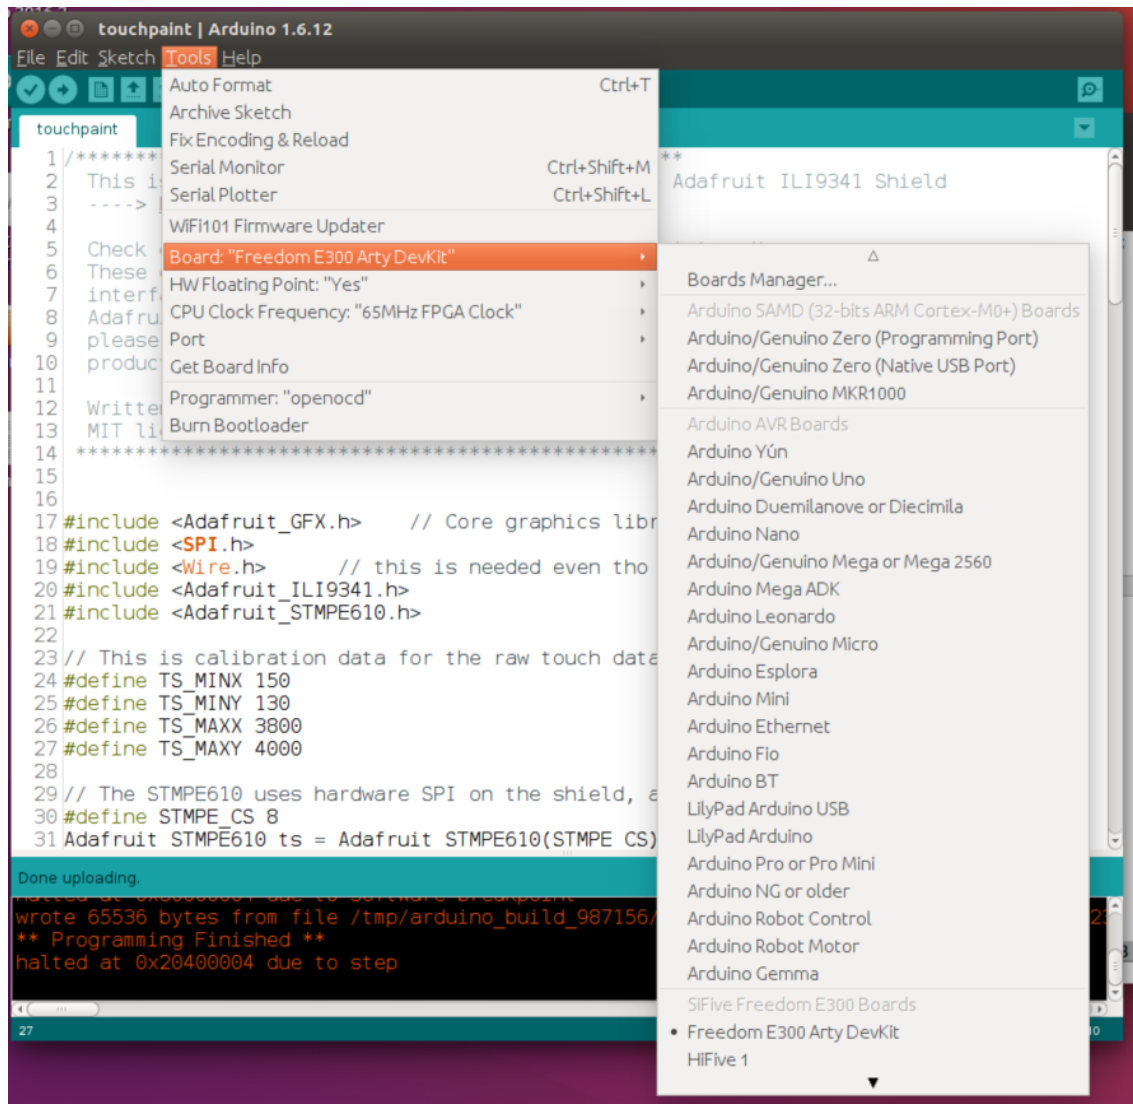 touchpaint | Arduino 1.6.12
File Edit Sketch Tools Help
Auto Format Ctrl+T
Archive Sketch
Fix Encoding & Reload
Serial Monitor Ctrl+Shift+M
Serial Plotter Ctrl+Shift+L
WiFi101 Firmware Updater
Board: "Freedom E300 Arty DevKit"
HW Floating Point: "Yes"
CPU Clock Frequency: "65MHz FPGA Clock"
Port
Get Board Info
Programmer: "openocd"
Burn Bootloader
Boards Manager...
Arduino SAMD (32-bits ARM Cortex-M0+) Boards
Arduino/Genuino Zero (Programming Port)
Arduino/Genuino Zero (Native USB Port)
Arduino/Genuino MKR1000
Arduino AVR Boards
Arduino Yún
Arduino/Genuino Uno
Arduino Duemilanove or Diecimila
Arduino Nano
Arduino/Genuino Mega or Mega 2560
Arduino Mega ADK
Arduino Leonardo
Arduino/Genuino Micro
Arduino Esplora
Arduino Mini
Arduino Ethernet
Arduino Fio
Arduino BT
LilyPad Arduino USB
LilyPad Arduino
Arduino Pro or Pro Mini
Arduino NG or older
Arduino Robot Control
Arduino Robot Motor
Arduino Gemma
SiFive Freedom E300 Boards
• Freedom E300 Arty DevKit
HiFive 1
touchpaint
1 /******* **
2 This i Adafruit ILI9341 Shield
3 ---->
4
5 Check
6 These
7 interf
8 Adafru
9 please
10 produc
11
12 Writte
13 MIT li
14 *************************************************
15
16
17 #include <Adafruit_GFX.h> // Core graphics libr
18 #include <SPI.h>
19 #include <Wire.h> // this is needed even tho
20 #include <Adafruit_ILI9341.h>
21 #include <Adafruit_STMPE610.h>
22
23 // This is calibration data for the raw touch data
24 #define TS_MINX 150
25 #define TS_MINY 130
26 #define TS_MAXX 3800
27 #define TS_MAXY 4000
28
29 // The STMPE610 uses hardware SPI on the shield, a
30 #define STMPE_CS 8
31 Adafruit_STMPE610 ts = Adafruit_STMPE610(STMPE_CS)
Done uploading.
wrote 65536 bytes from file /tmp/arduino_build_987156/
** Programming Finished **
halted at 0x20400004 due to step
27